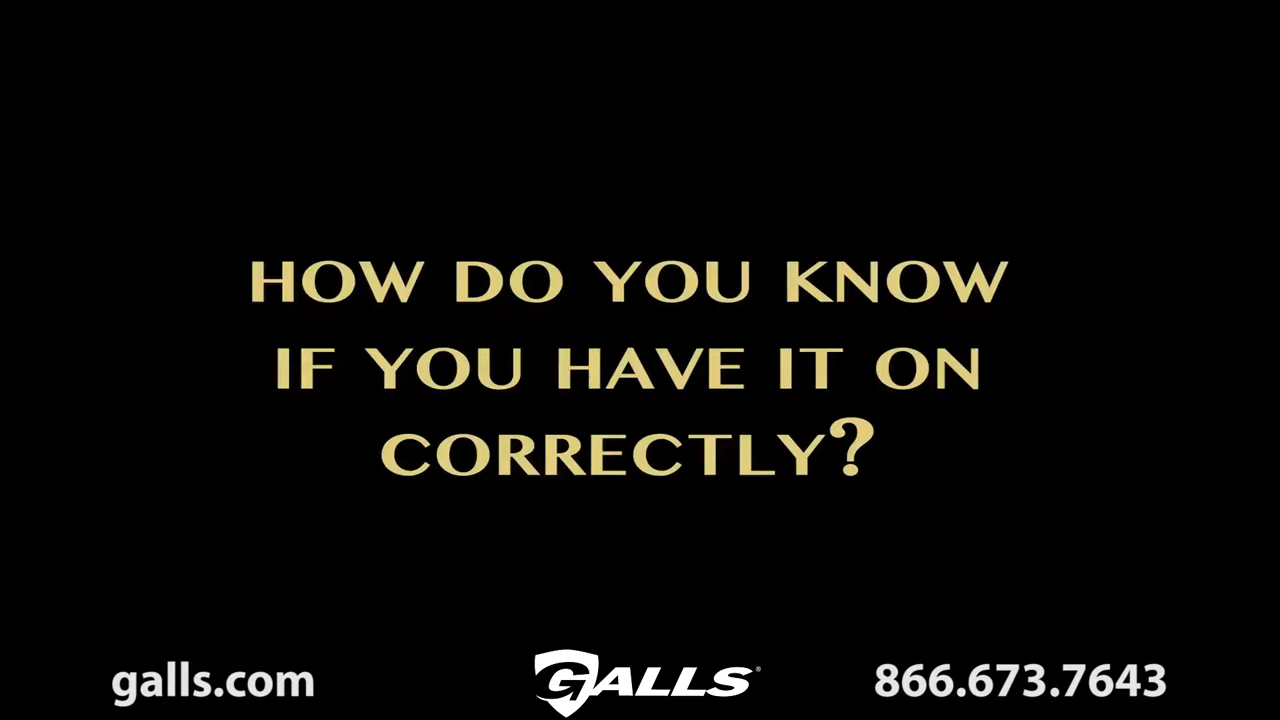 HOW DO YOU KNOW
IF YOU HAVE IT ON
CORRECTLY?
galls.com GALLS® 866.673.7643